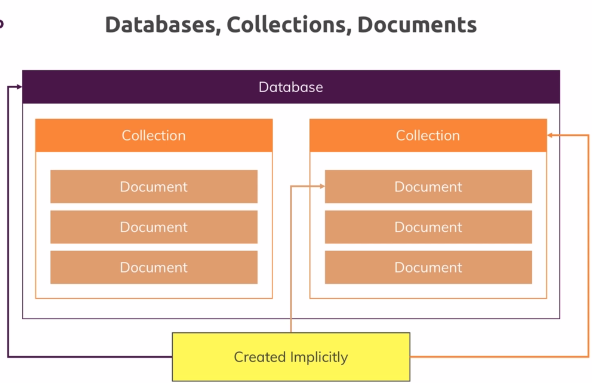 Databases, Collections, Documents
Database
Collection
Collection
Document
Document
Document
Document
Document
Document
Created Implicitly